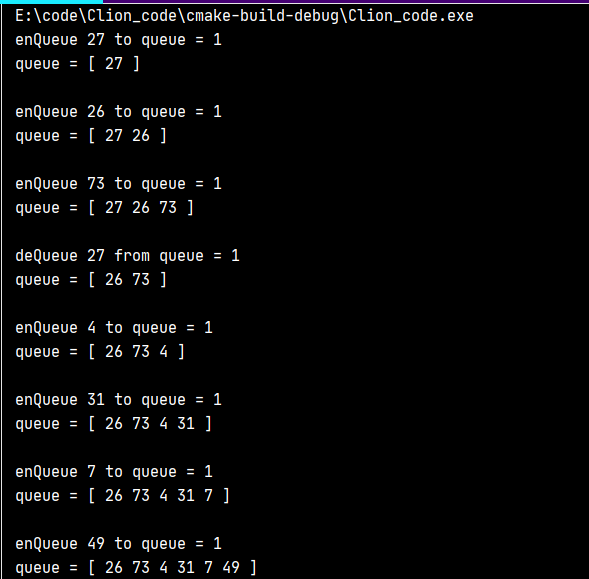 E:\code\Clion_code\cmake-build-debug\Clion_code.exe
enQueue 27 to queue = 1
queue = [ 27 ]
enQueue 26 to queue = 1
queue = [ 27 26 ]
enQueue 73 to queue = 1
queue = [ 27 26 73 ]
deQueue 27 from queue = 1
queue = [ 26 73 ]
enQueue 4 to queue = 1
queue = [ 26 73 4 ]
enQueue 31 to queue = 1
queue = [ 26 73 4 31 ]
enQueue 7 to queue = 1
queue = [ 26 73 4 31 7 ]
enQueue 49 to queue = 1
queue = [ 26 73 4 31 7 49 ]